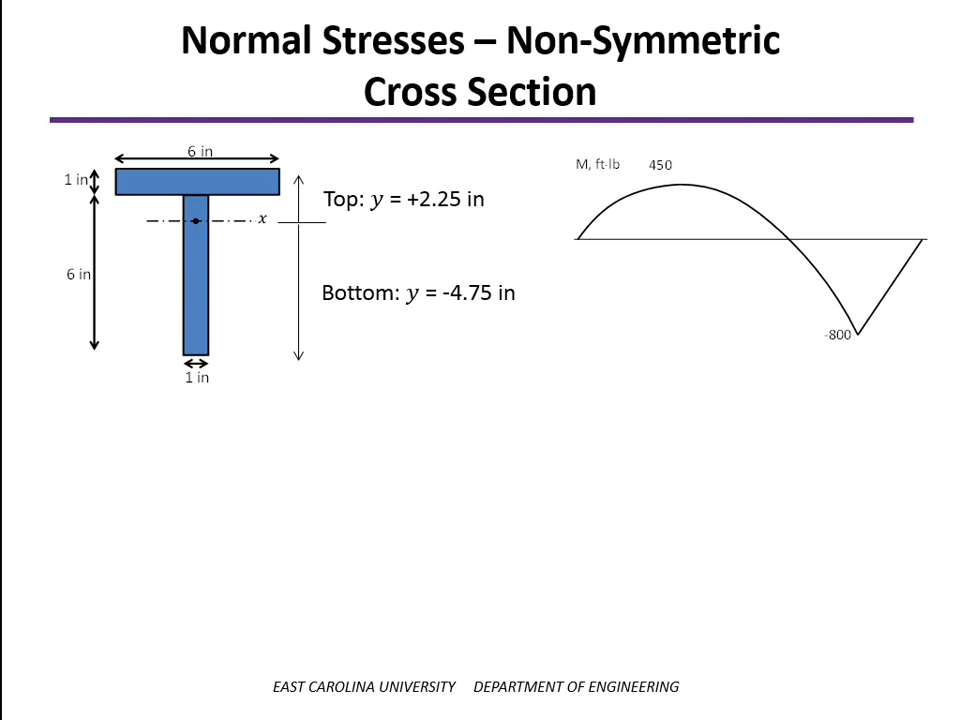 Normal Stresses – Non-Symmetric
Cross Section
6 in
1 in
Top: y = +2.25 in
x
6 in
Bottom: y = -4.75 in
1 in
M, ft·lb 450
-800
EAST CAROLINA UNIVERSITY DEPARTMENT OF ENGINEERING